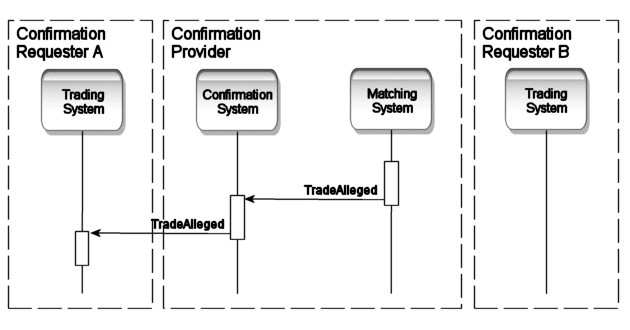 Confirmation
Requester A
Confirmation
Provider
Confirmation
Requester B
Trading
System
Confirmation
System
Matching
System
Trading
System
TradeAlleged
TradeAlleged